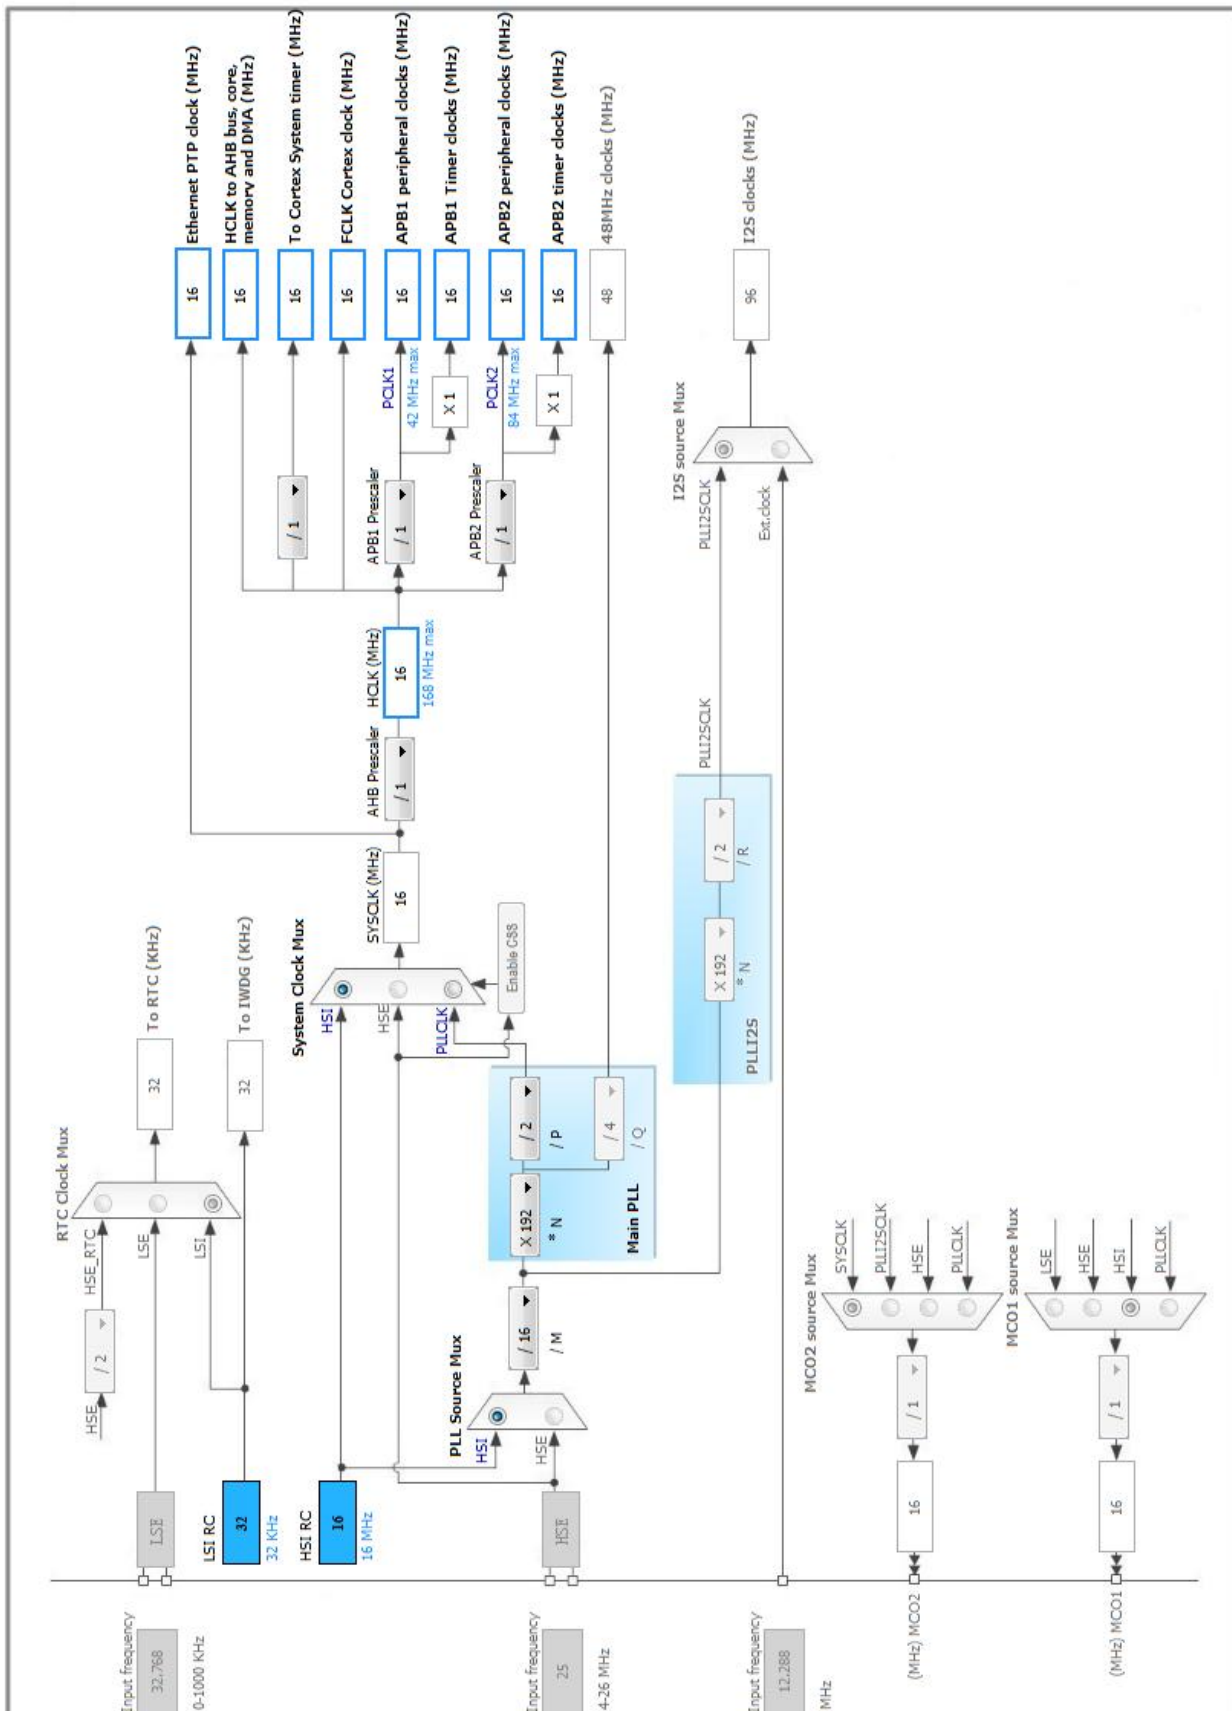 Input frequency
32.768
0-1000 KHz
LSE
HSE
/ 2
HSE_RTC
LSE
LSI
RTC Clock Mux
32
To RTC (KHz)
LSI RC
32
32 KHz
32
To IWDG (KHz)
HSI RC
16
16 MHz
System Clock Mux
HSI
HSE
PLLCLK
Enable CSS
SYSCLK (MHz)
16
AHB Prescaler
/ 1
HCLK (MHz)
16
168 MHz max
16
Ethernet PTP clock (MHz)
16
HCLK to AHB bus, core,
memory and DMA (MHz)
/ 1
16
To Cortex System timer (MHz)
16
FCLK Cortex clock (MHz)
APB1 Prescaler
/ 1
PCLK1
42 MHz max
16
APB1 peripheral clocks (MHz)
X 1
16
APB1 Timer clocks (MHz)
APB2 Prescaler
/ 1
PCLK2
84 MHz max
16
APB2 peripheral clocks (MHz)
X 1
16
APB2 timer clocks (MHz)
Input frequency
25
4-26 MHz
HSE
PLL Source Mux
HSI
HSE
/ 16
/ M
X 192
* N
/ 2
/ P
/ 4
/ Q
Main PLL
48
48MHz clocks (MHz)
PLLI2S
X 192
* N
/ 2
/ R
PLLI2SCLK
I2S source Mux
PLLI2SCLK
Ext.clock
96
I2S clocks (MHz)
Input frequency
12.288
MHz
MCO2 source Mux
SYSCLK
PLLI2SCLK
HSE
PLLCLK
/ 1
16
(MHz) MCO2
MCO1 source Mux
LSE
HSE
HSI
PLLCLK
/ 1
16
(MHz) MCO1